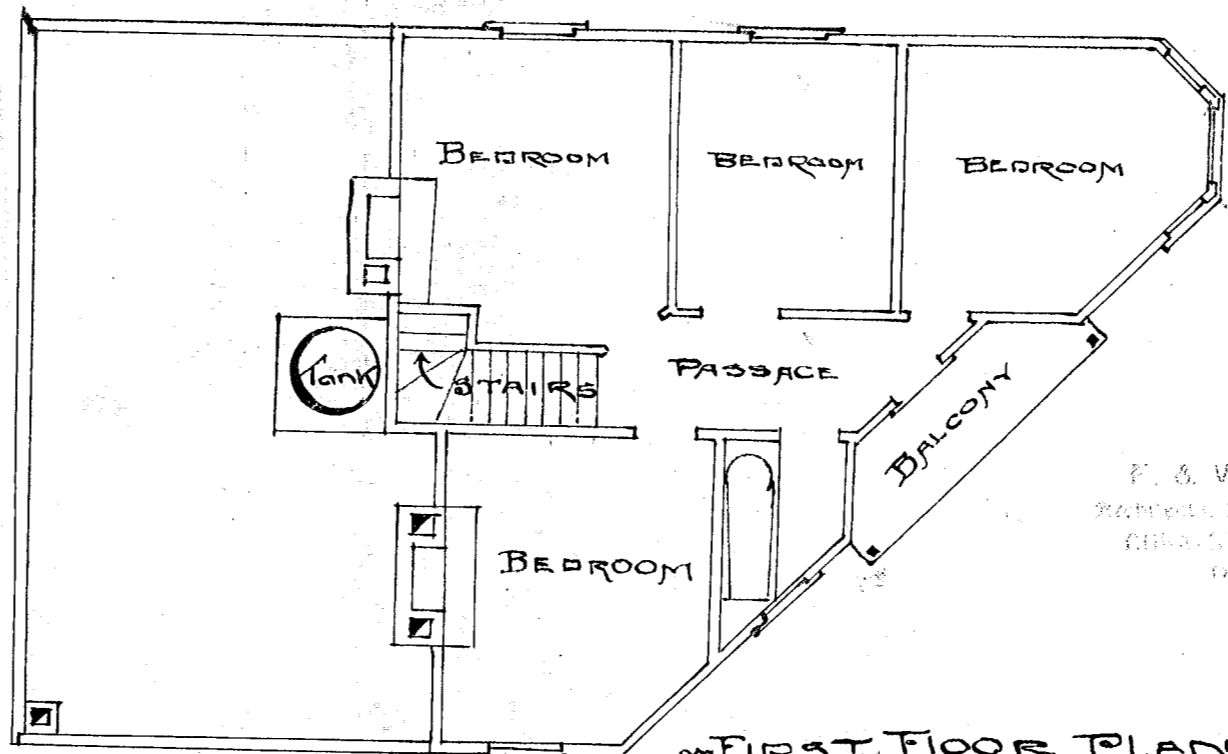 BEDROOM
BEDROOM
BEDROOM
Tank
STAIRS
PASSAGE
BALCONY
BEDROOM
FIRST FLOOR PLAN